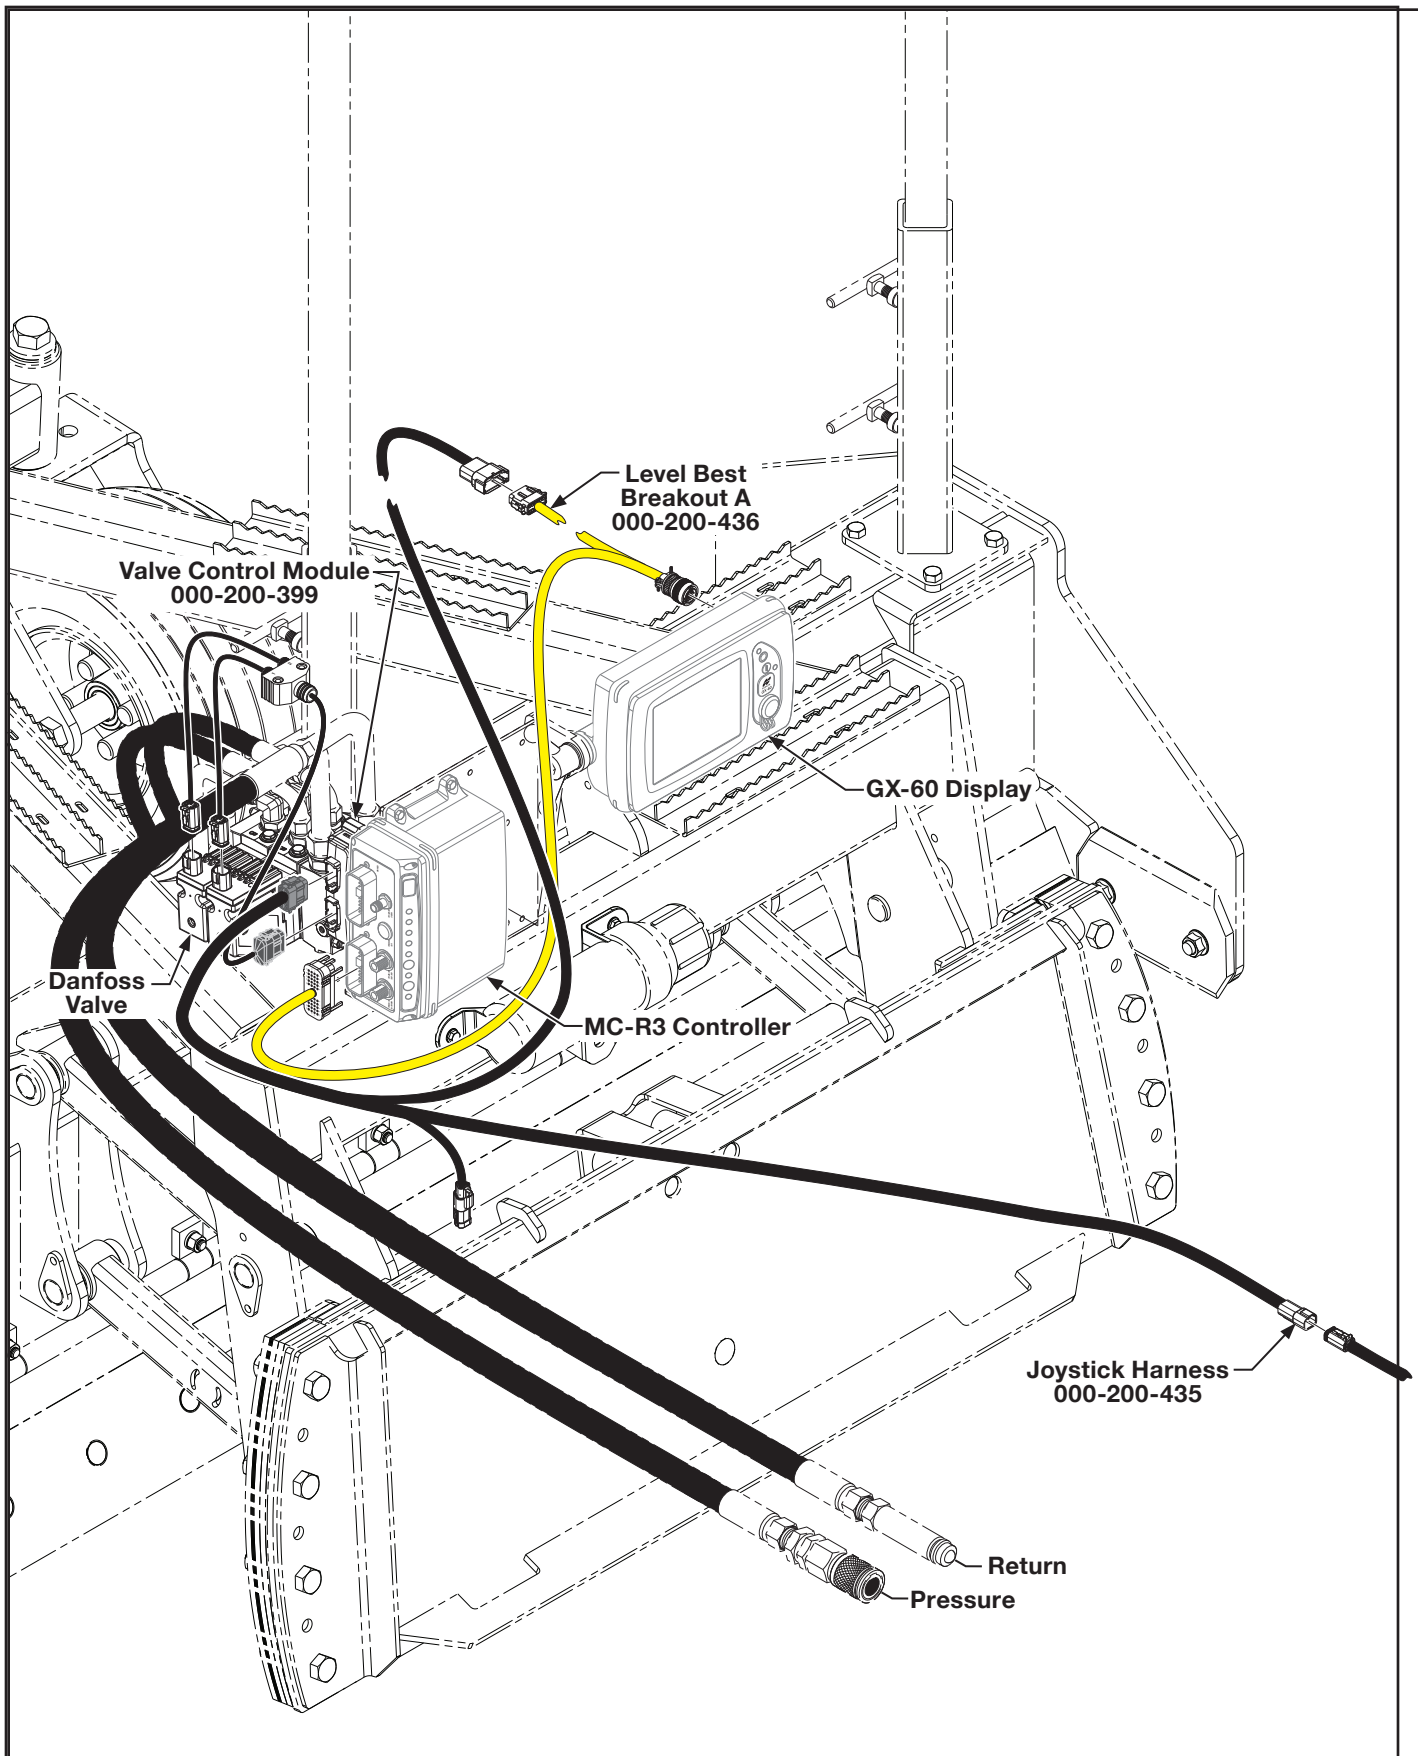 Level Best
Breakout A
000-200-436
Valve Control Module
000-200-399
GX-60 Display
Danfoss
Valve
MC-R3 Controller
Joystick Harness
000-200-435
Return
Pressure